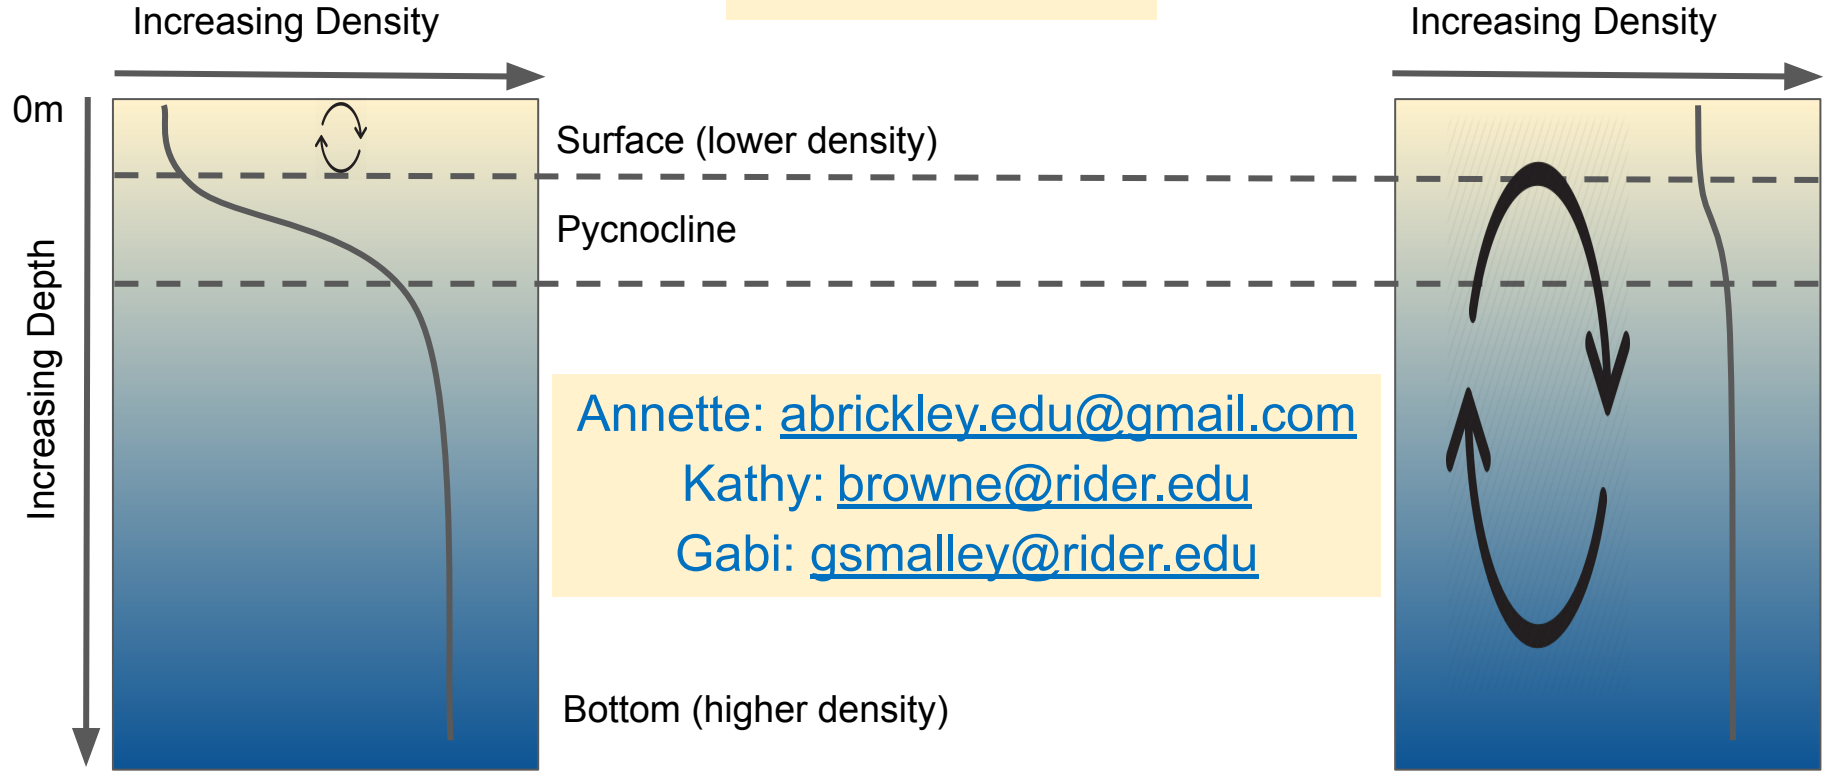 Increasing Density
Increasing Density
0m
Surface (lower density)
Pycnocline
Increasing Depth
Annette: abrickley.edu@gmail.com
Kathy: browne@rider.edu
Gabi: gsmalley@rider.edu
Bottom (higher density)